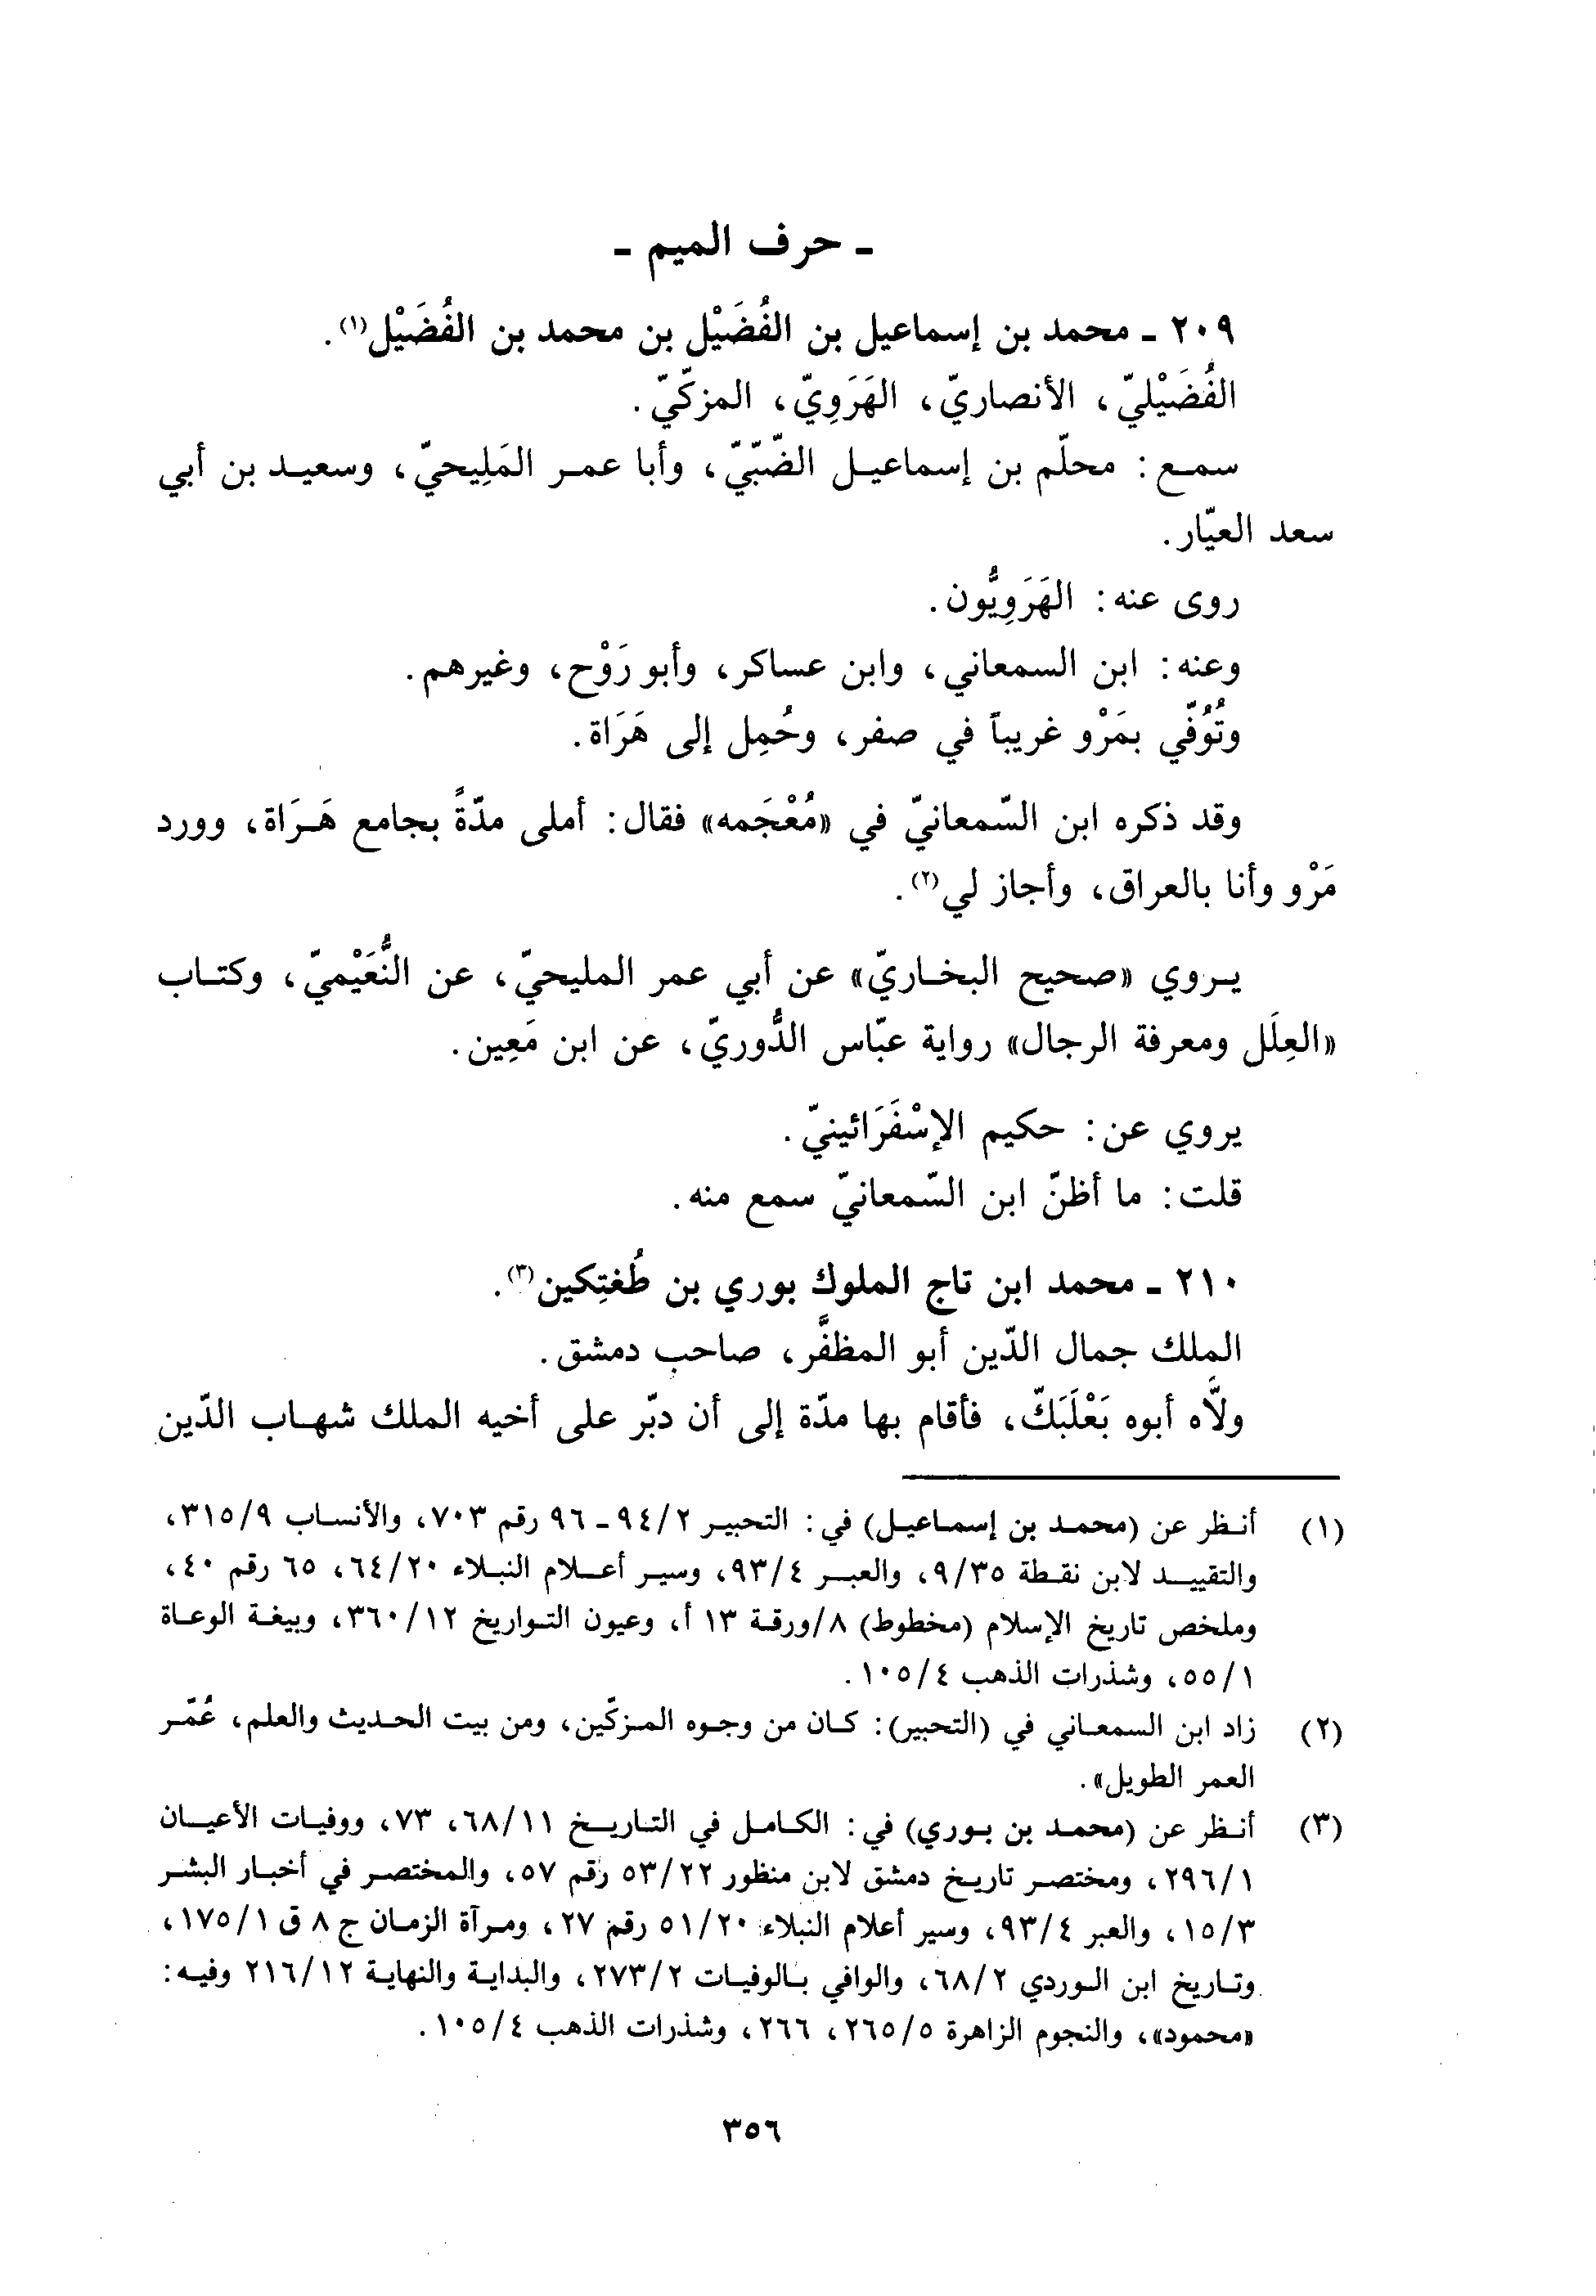 ـ حرف الميم ـ
٢٠٩ ـ محمد بن إسماعيل بن الفُضَيْل بن محمد بن الفُضَيْل(١).
الفُضَيْليّ، الأنصاريّ، الهَرَوِيّ، المزكّيّ.
سمع: محلّم بن إسماعيل الضّبّيّ، وأبا عمر المَلِيحيّ، وسعيد بن أبي
سعد العيّار.
روى عنه: الهَرَوِيُّون.
وعنه: ابن السمعاني، وابن عساكر، وأبو رَوْح، وغيرهم.
وتُوُفّي بمَرْو غريباً في صفر، وحُمِل إلى هَرَاة.
وقد ذكره ابن السّمعانيّ في «مُعْجَمه» فقال: أملى مدّةً بجامع هَرَاة، وورد
مَرْو وأنا بالعراق، وأجاز لي(٢).
يروي «صحيح البخاريّ» عن أبي عمر المليحيّ، عن النُّعَيْميّ، وكتاب
«العِلَل ومعرفة الرجال» رواية عبّاس الدُّوريّ، عن ابن مَعِين.
يروي عن: حكيم الإسْفَرَائينيّ.
قلت: ما أظنّ ابن السّمعانيّ سمع منه.
٢١٠ ـ محمد ابن تاج الملوك بوري بن طُغتِكين(٣).
الملك جمال الدّين أبو المظفَّر، صاحب دمشق.
ولاّه أبوه بَعْلَبَكّ، فأقام بها مدّة إلى أن دبّر على أخيه الملك شهاب الدّين
(١) أنظر عن (محمد بن إسماعيل) في: التحبير ٩٤/٢ ـ ٩٦ رقم ٧٠٣، والأنساب ٣١٥/٩،
والتقييد لابن نقطة ٩/٣٥، والعبر ٩٣/٤، وسير أعلام النبلاء ٦٤/٢٠، ٦٥ رقم ٤٠،
وملخص تاريخ الإسلام (مخطوط) ٨/ورقة ١٣ أ، وعيون التواريخ ٣٦٠/١٢، وبيغة الوعاة
٥٥/١، وشذرات الذهب ١٠٥/٤.
(٢) زاد ابن السمعاني في (التحبير): كان من وجوه المزكّين، ومن بيت الحديث والعلم، عُمّر
العمر الطويل».
(٣) أنظر عن (محمد بن بوري) في: الكامل في التاريخ ٦٨/١١، ٧٣، ووفيات الأعيان
٢٩٦/١، ومختصر تاريخ دمشق لابن منظور ٥٣/٢٢ رقم ٥٧، والمختصر في أخبار البشر
١٥/٣، والعبر ٩٣/٤، وسير أعلام النبلاء ٥١/٢٠ رقم ٢٧، ومرآة الزمان ج ٨ ق ١٧٥/١،
وتاريخ ابن الوردي ٦٨/٢، والوافي بالوفيات ٢٧٣/٢، والبداية والنهاية ٢١٦/١٢ وفيه:
«محمود»، والنجوم الزاهرة ٢٦٥/٥، ٢٦٦، وشذرات الذهب ١٠٥/٤.
٣٥٦